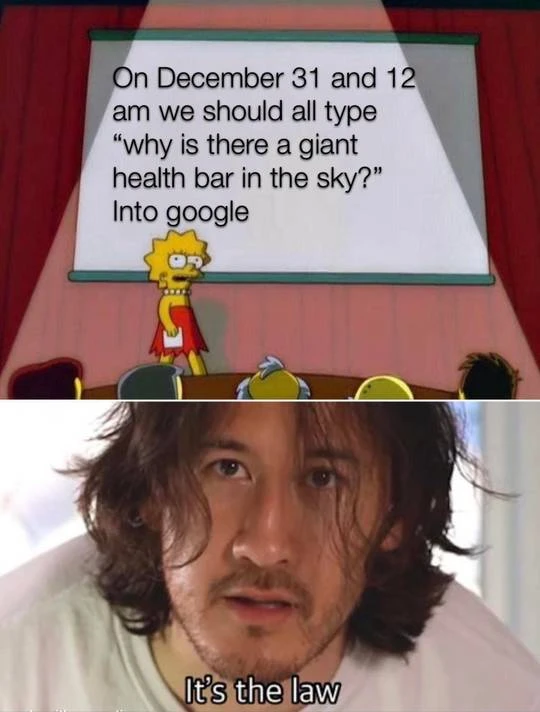 On December 31 and 12
am we should all type
“why is there a giant
health bar in the sky?”
Into google
It's the law